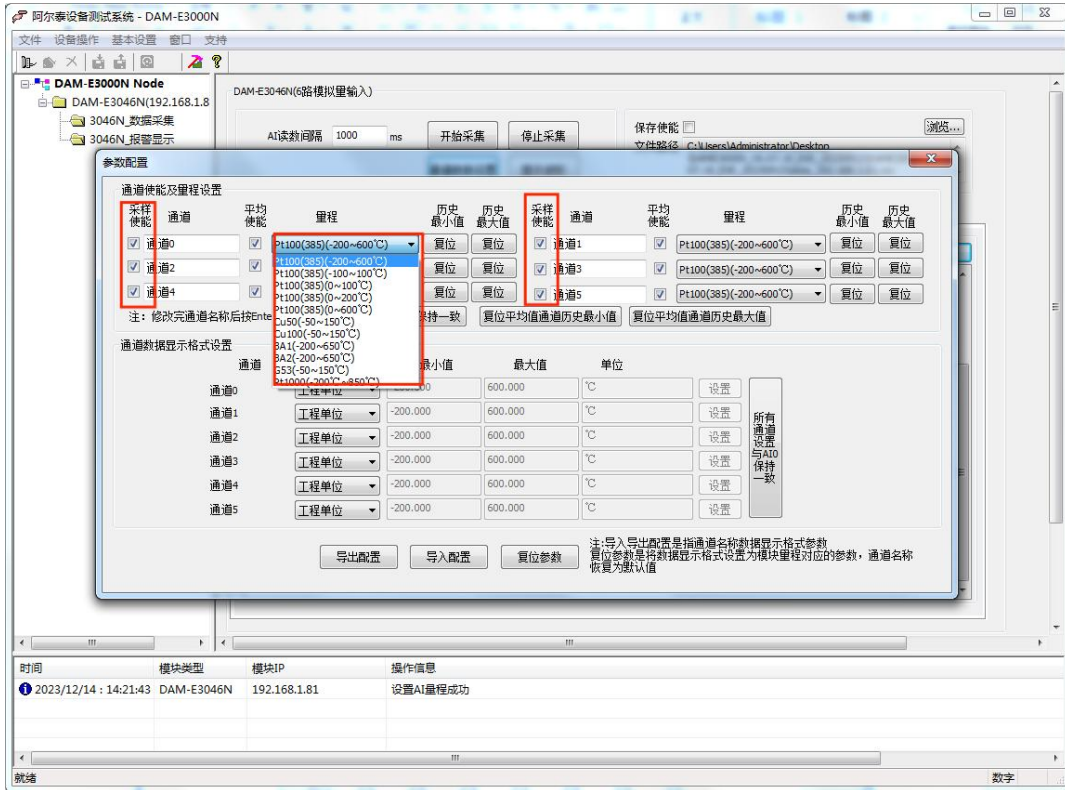 阿尔泰设备测试系统 - DAM-E3000N
文件 设备操作 基本设置 窗口 支持
DAM-E3000N Node
DAM-E3046N(192.168.1.8
3046N_数据采集
3046N_报警显示
DAM-E3046N(6路模拟里输入)
AI读数间隔 1000 ms 开始采集 停止采集
保存使能 浏览...
文件路径 C:\Users\Administrator\Desktop
参数配置
通道使能及里程设置
采样使能 通道 平均使能 里程 历史最小值 历史最大值 采样使能 通道 平均使能 里程 历史最小值 历史最大值
通道0 Pt100(385)(-200~600℃) 复位 复位 通道1 Pt100(385)(-200~600℃) 复位 复位
通道2 复位 复位 通道3 Pt100(385)(-200~600℃) 复位 复位
通道4 复位 复位 通道5 Pt100(385)(-200~600℃) 复位 复位
Pt100(385)(-200~600℃)
Pt100(385)(-100~100℃)
Pt100(385)(0~100℃)
Pt100(385)(0~200℃)
Pt100(385)(0~600℃)
Cu50(-50~150℃)
Cu100(-50~150℃)
BA1(-200~650℃)
BA2(-200~650℃)
G53(-50~150℃)
Pt1000(-200℃~850℃)
注：修改完通道名称后按Ente 保持一致 复位平均值通道历史最小值 复位平均值通道历史最大值
通道数据显示格式设置
通道 最小值 最大值 单位
通道0 工程单位 -200.000 600.000 ℃ 设置
通道1 工程单位 -200.000 600.000 ℃ 设置
通道2 工程单位 -200.000 600.000 ℃ 设置
通道3 工程单位 -200.000 600.000 ℃ 设置
通道4 工程单位 -200.000 600.000 ℃ 设置
通道5 工程单位 -200.000 600.000 ℃ 设置
所有
通道
设置
与AI0
保持
一致
导出配置 导入配置 复位参数
注:导入导出配置是指通道名称数据显示格式参数
复位参数是将数据显示格式设置为模块里程对应的参数，通道名称
恢复为默认值
时间 模块类型 模块IP 操作信息
2023/12/14 : 14:21:43 DAM-E3046N 192.168.1.81 设置AI里程成功
就绪 数字